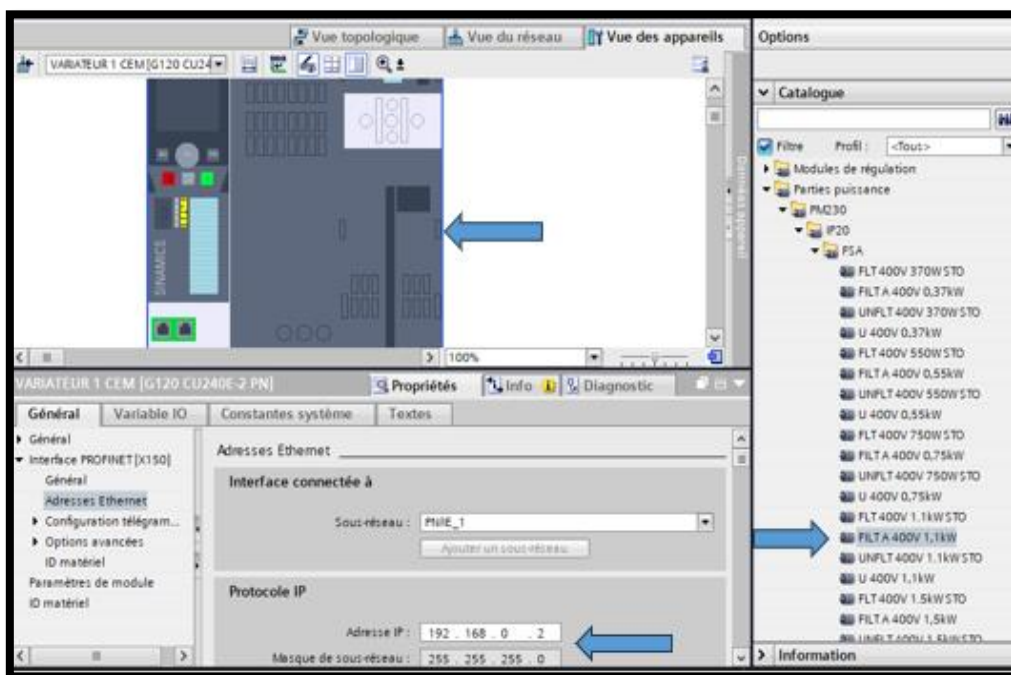 Vue topologique
Vue du réseau
Vue des appareils
VARIATEUR 1 CEM [G120 CU24
SINAMICS
100%
VARIATEUR 1 CEM [G120 CU240E-2 PN]
Propriétés
Info
Diagnostic
Général
Variable IO
Constantes système
Textes
Général
Interface PROFINET [X150]
Général
Adresses Ethernet
Configuration télégram...
Options avancées
ID matériel
Paramètres de module
ID matériel
Adresses Ethernet
Interface connectée à
Sous-réseau : PN/IE_1
Ajouter un sous-réseau
Protocole IP
Adresse IP : 192 . 168 . 0 . 2
Masque de sous-réseau : 255 . 255 . 255 . 0
Options
Catalogue
Filtre Profil : <Tous>
Modules de régulation
Parties puissance
PM230
IP20
FSA
FLT 400V 370W STO
FILT A 400V 0,37kW
UNFLT 400V 370W STO
U 400V 0,37kW
FLT 400V 550W STO
FILT A 400V 0,55kW
UNFLT 400V 550W STO
U 400V 0,55kW
FLT 400V 750W STO
FILT A 400V 0,75kW
UNFLT 400V 750W STO
U 400V 0,75kW
FLT 400V 1.1kW STO
FILT A 400V 1,1kW
UNFLT 400V 1.1kW STO
U 400V 1,1kW
FLT 400V 1.5kW STO
FILT A 400V 1,5kW
UNFLT 400V 1.5kW STO
Information